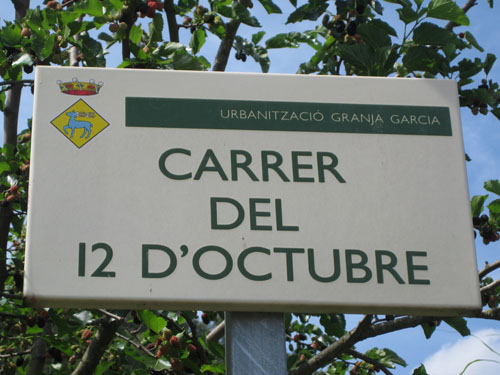 URBANITZACIÓ GRANJA GARCIA
CARRER
DEL
12 D'OCTUBRE